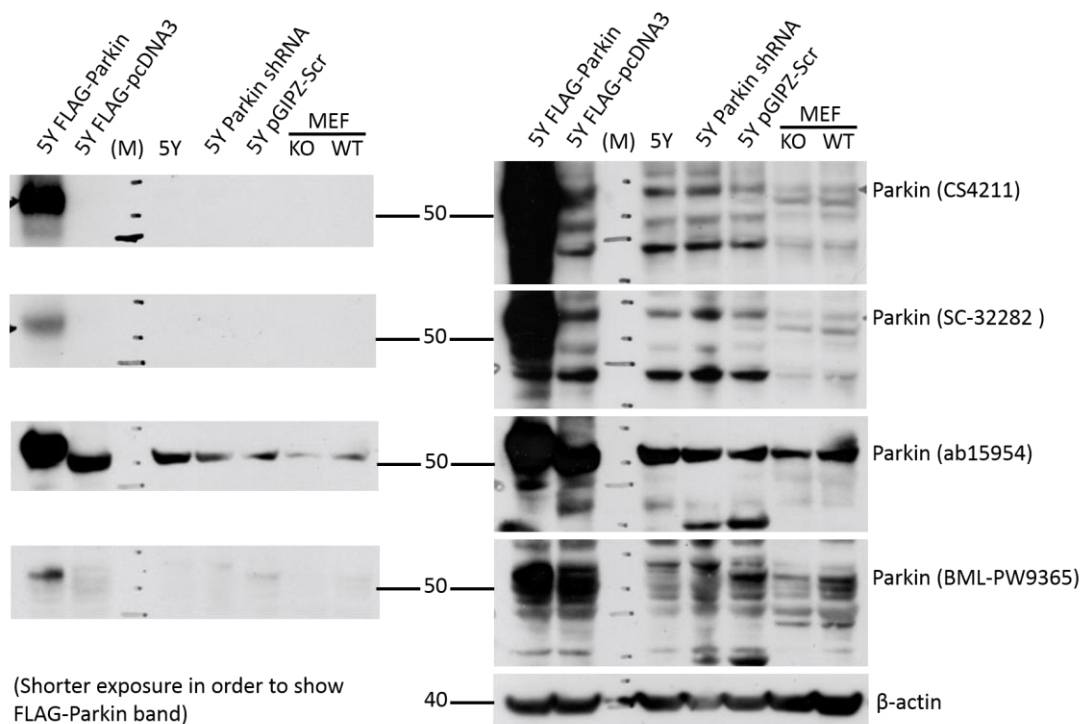 5Y FLAG-Parkin
5Y FLAG-pcDNA3
(M)
5Y
5Y Parkin shRNA
5Y pGIPZ-Scr
MEF
KO WT
5Y FLAG-Parkin
5Y FLAG-pcDNA3
(M)
5Y
5Y Parkin shRNA
5Y pGIPZ-Scr
MEF
KO WT
50
Parkin (CS4211)
50
Parkin (SC-32282 )
50
Parkin (ab15954)
50
Parkin (BML-PW9365)
(Shorter exposure in order to show
FLAG-Parkin band)
40
β-actin